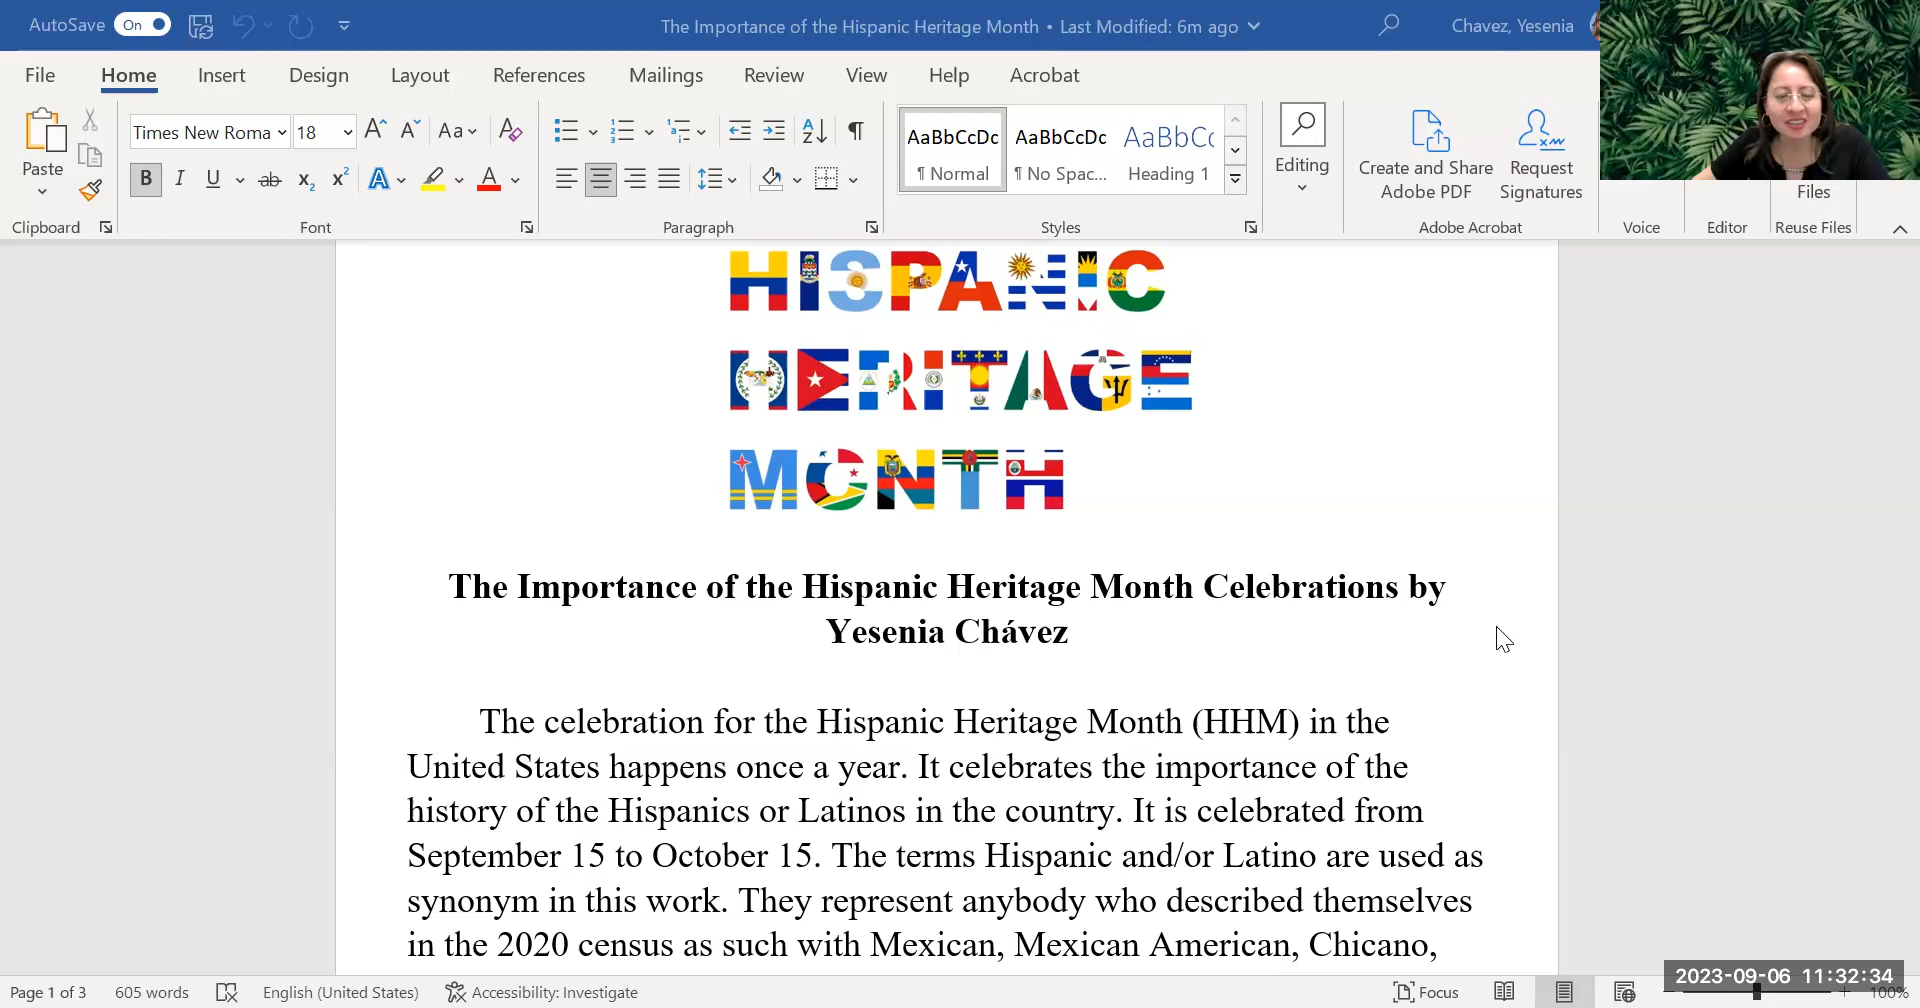 AutoSave On The Importance of the Hispanic Heritage Month • Last Modified: 6m ago Chavez, Yesenia
File Home Insert Design Layout References Mailings Review View Help Acrobat
Times New Roma 18 Aa AaBbCcDc AaBbCcDc AaBbCc
Paste B I U ab x2 x2 A A ¶ Normal ¶ No Spac... Heading 1 Editing Create and Share Adobe PDF Request Signatures Files
Clipboard Font Paragraph Styles Adobe Acrobat Voice Editor Reuse Files
HISPANIC
HERITAGE
MONTH
The Importance of the Hispanic Heritage Month Celebrations by
Yesenia Chávez
The celebration for the Hispanic Heritage Month (HHM) in the
United States happens once a year. It celebrates the importance of the
history of the Hispanics or Latinos in the country. It is celebrated from
September 15 to October 15. The terms Hispanic and/or Latino are used as
synonym in this work. They represent anybody who described themselves
in the 2020 census as such with Mexican, Mexican American, Chicano,
2023-09-06 11:32:34
Page 1 of 3 605 words English (United States) Accessibility: Investigate Focus 100%